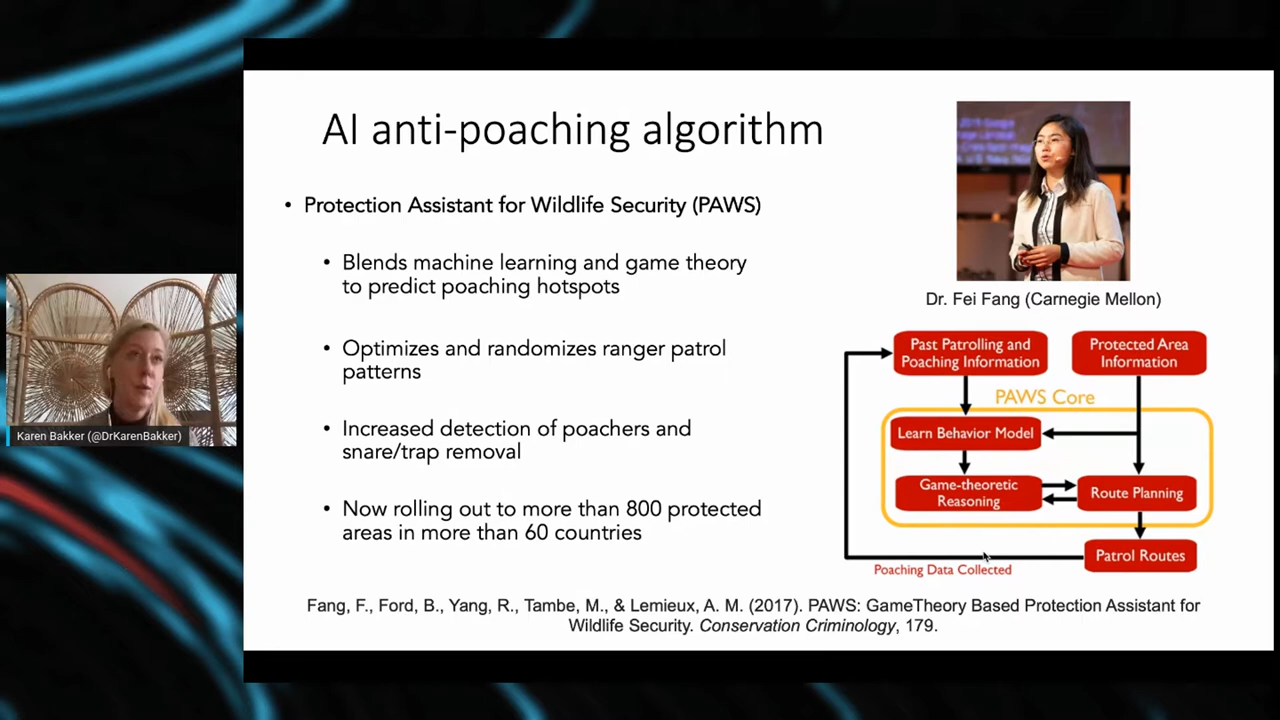 AI anti-poaching algorithm
• Protection Assistant for Wildlife Security (PAWS)
• Blends machine learning and game theory
to predict poaching hotspots
• Optimizes and randomizes ranger patrol
patterns
• Increased detection of poachers and
snare/trap removal
• Now rolling out to more than 800 protected
areas in more than 60 countries
Dr. Fei Fang (Carnegie Mellon)
Past Patrolling and
Poaching Information
Protected Area
Information
PAWS Core
Learn Behavior Model
Game-theoretic
Reasoning
Route Planning
Patrol Routes
Poaching Data Collected
Fang, F., Ford, B., Yang, R., Tambe, M., & Lemieux, A. M. (2017). PAWS: GameTheory Based Protection Assistant for
Wildlife Security. Conservation Criminology, 179.
Karen Bakker (@DrKarenBakker)